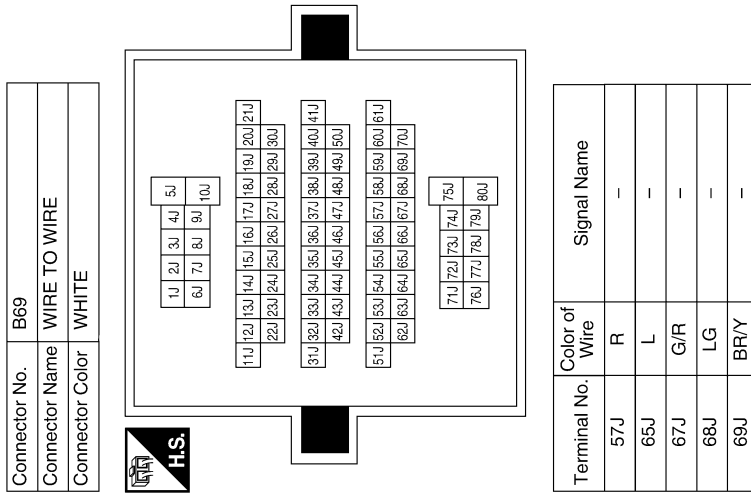 Connector No. B69
Connector Name WIRE TO WIRE
Connector Color WHITE
H.S.
1J 2J 3J 4J 5J
6J 7J 8J 9J 10J
11J 12J 13J 14J 15J 16J 17J 18J 19J 20J 21J
22J 23J 24J 25J 26J 27J 28J 29J 30J
31J 32J 33J 34J 35J 36J 37J 38J 39J 40J 41J
42J 43J 44J 45J 46J 47J 48J 49J 50J
51J 52J 53J 54J 55J 56J 57J 58J 59J 60J 61J
62J 63J 64J 65J 66J 67J 68J 69J 70J
71J 72J 73J 74J 75J
76J 77J 78J 79J 80J
Terminal No. Color of Wire Signal Name
57J R –
65J L –
67J G/R –
68J LG –
69J BR/Y –